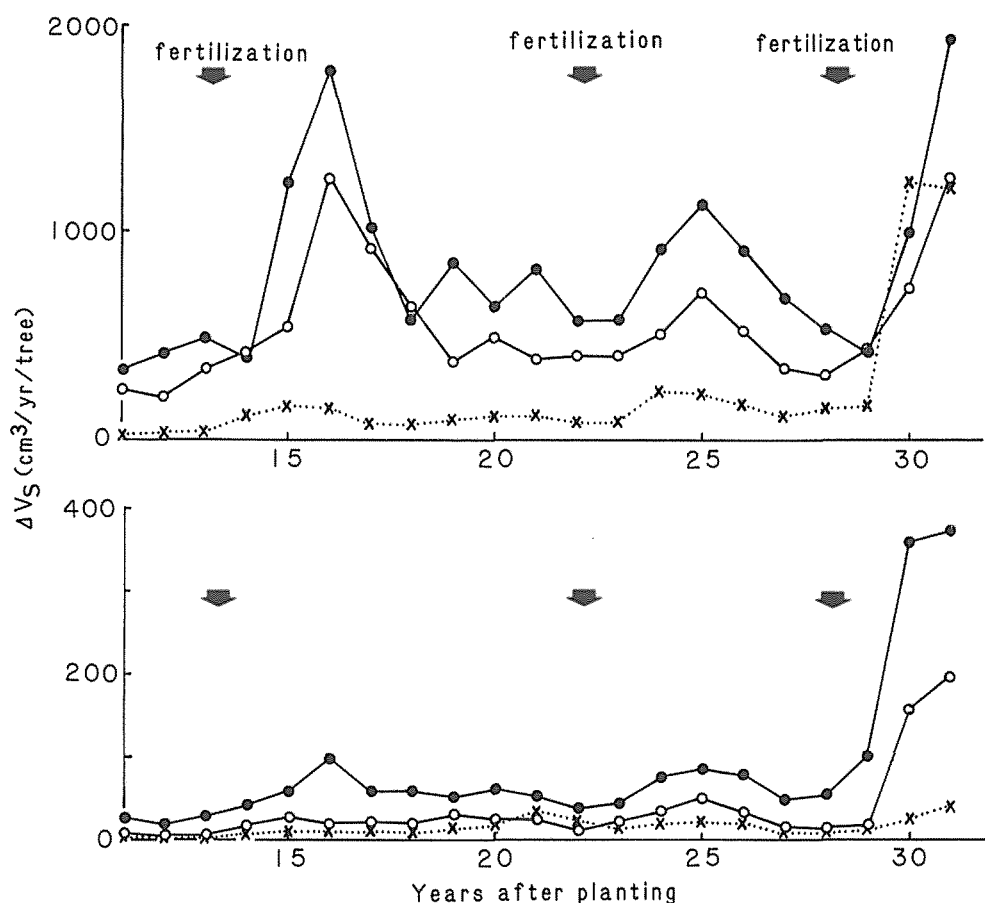 2000
fertilization
fertilization
fertilization
1000
0
15
20
25
30
ΔVs (cm³/yr/tree)
400
200
0
15
20
25
30
Years after planting